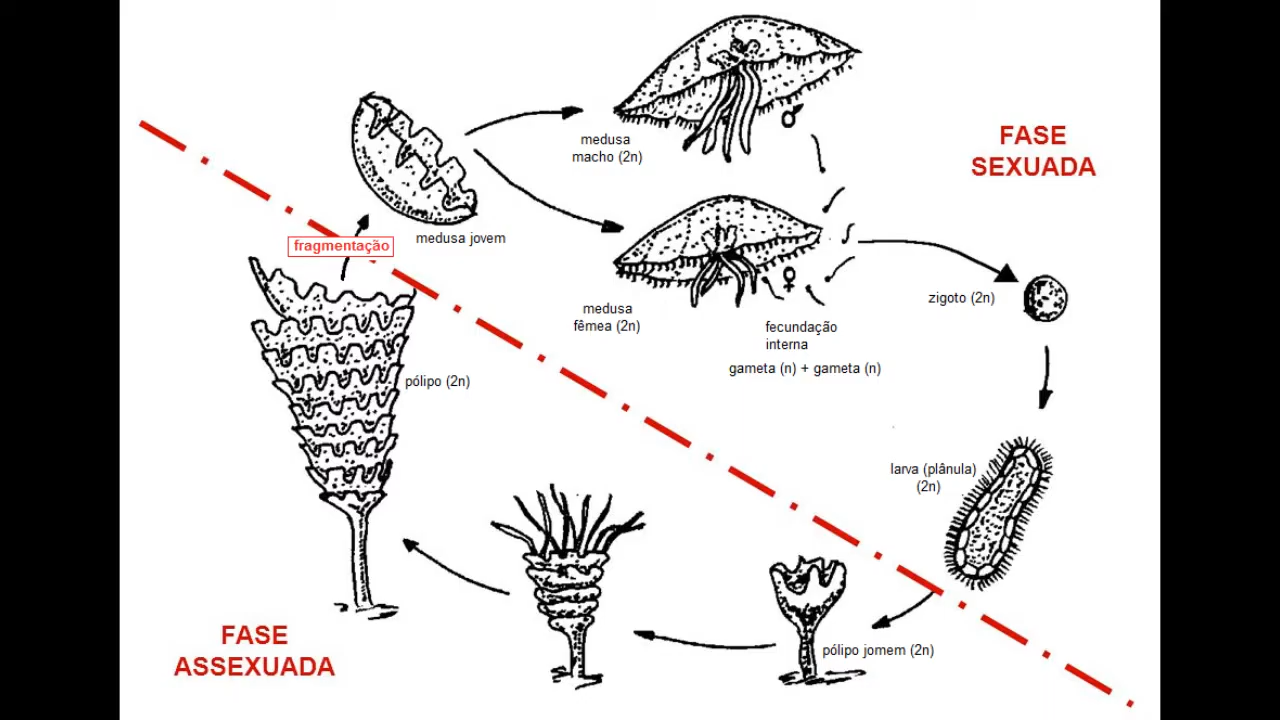 FASE
SEXUADA
medusa
macho (2n)
♂
fragmentação
medusa jovem
medusa
fêmea (2n)
♀
fecundação
interna
gameta (n) + gameta (n)
zigoto (2n)
pólipo (2n)
larva (plânula)
(2n)
pólipo jomem (2n)
FASE
ASSEXUADA